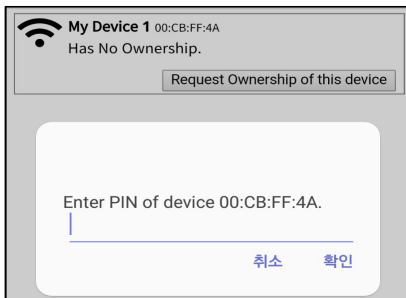 My Device 1 00:CB:FF:4A
Has No Ownership.
Request Ownership of this device
Enter PIN of device 00:CB:FF:4A.
취소 확인